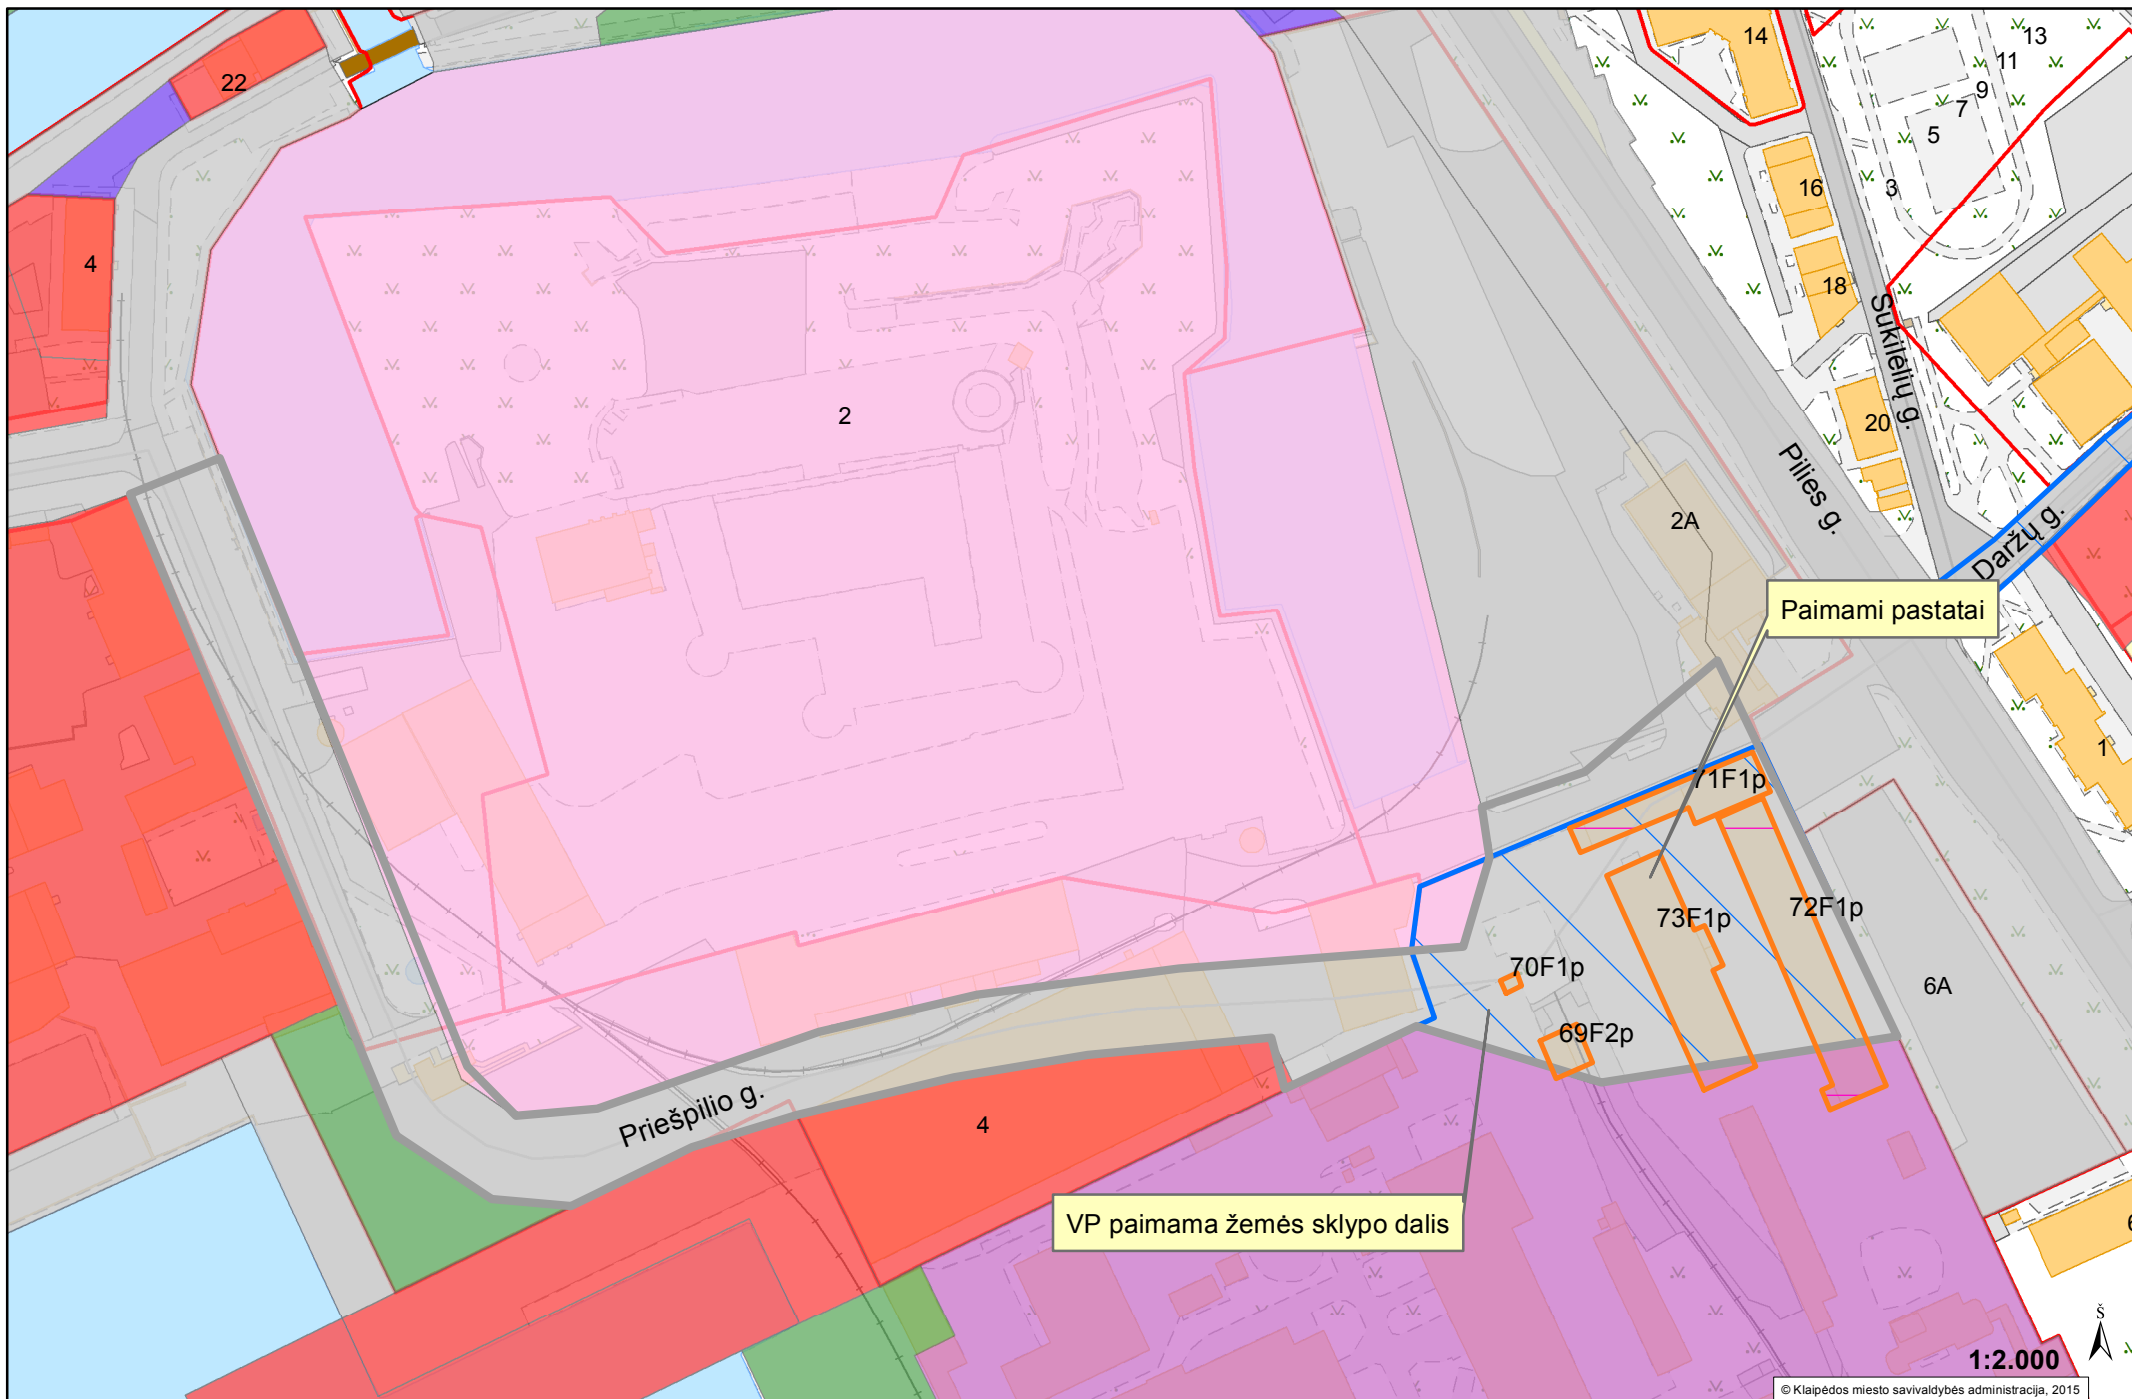 22
14
13
11
9
7
5
3
16
4
18
Sukilėlių g.
2
20
Pilies g.
2A
Daržų g.
Paimami pastatai
1
71F1p
72F1p
73F1p
70F1p
6A
69F2p
Priešpilio g.
4
VP paimama žemės sklypo dalis
Š
1:2.000
© Klaipėdos miesto savivaldybės administracija, 2015